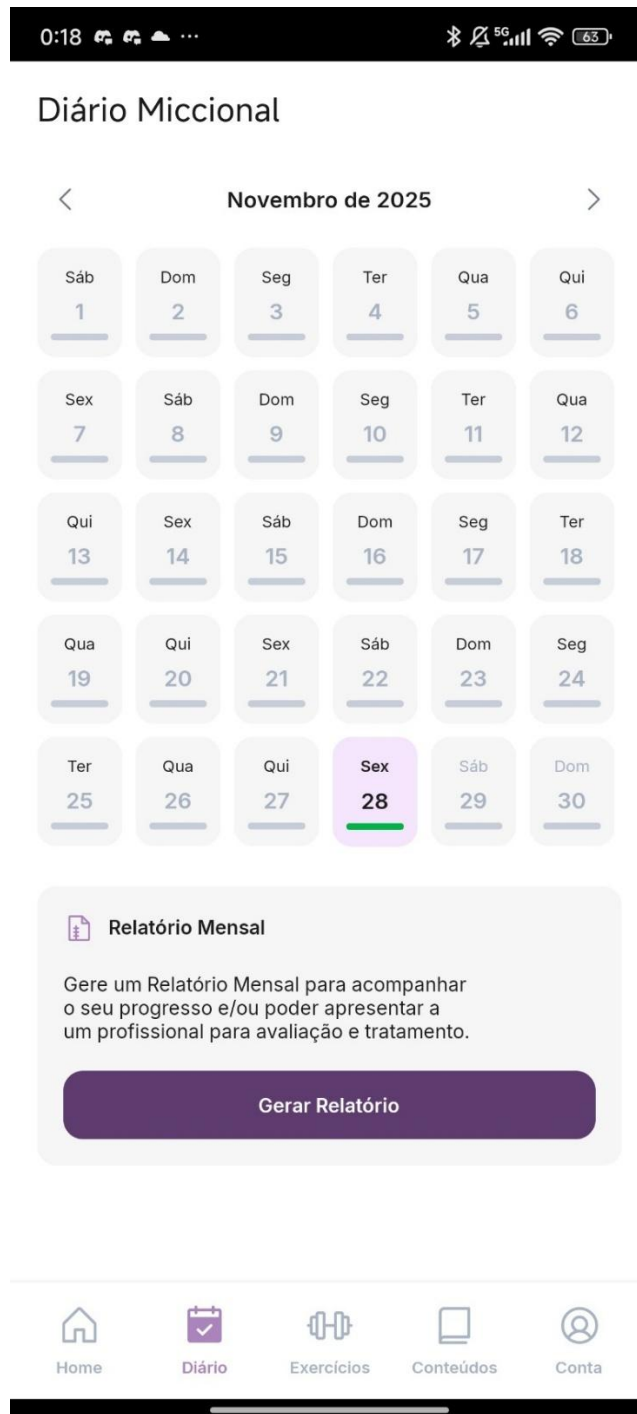 0:18 ··· 5G 63
Diário Miccional
Novembro de 2025
Sáb Dom Seg Ter Qua Qui
1 2 3 4 5 6
Sex Sáb Dom Seg Ter Qua
7 8 9 10 11 12
Qui Sex Sáb Dom Seg Ter
13 14 15 16 17 18
Qua Qui Sex Sáb Dom Seg
19 20 21 22 23 24
Ter Qua Qui Sex Sáb Dom
25 26 27 28 29 30
Relatório Mensal
Gere um Relatório Mensal para acompanhar
o seu progresso e/ou poder apresentar a
um profissional para avaliação e tratamento.
Gerar Relatório
Home Diário Exercícios Conteúdos Conta